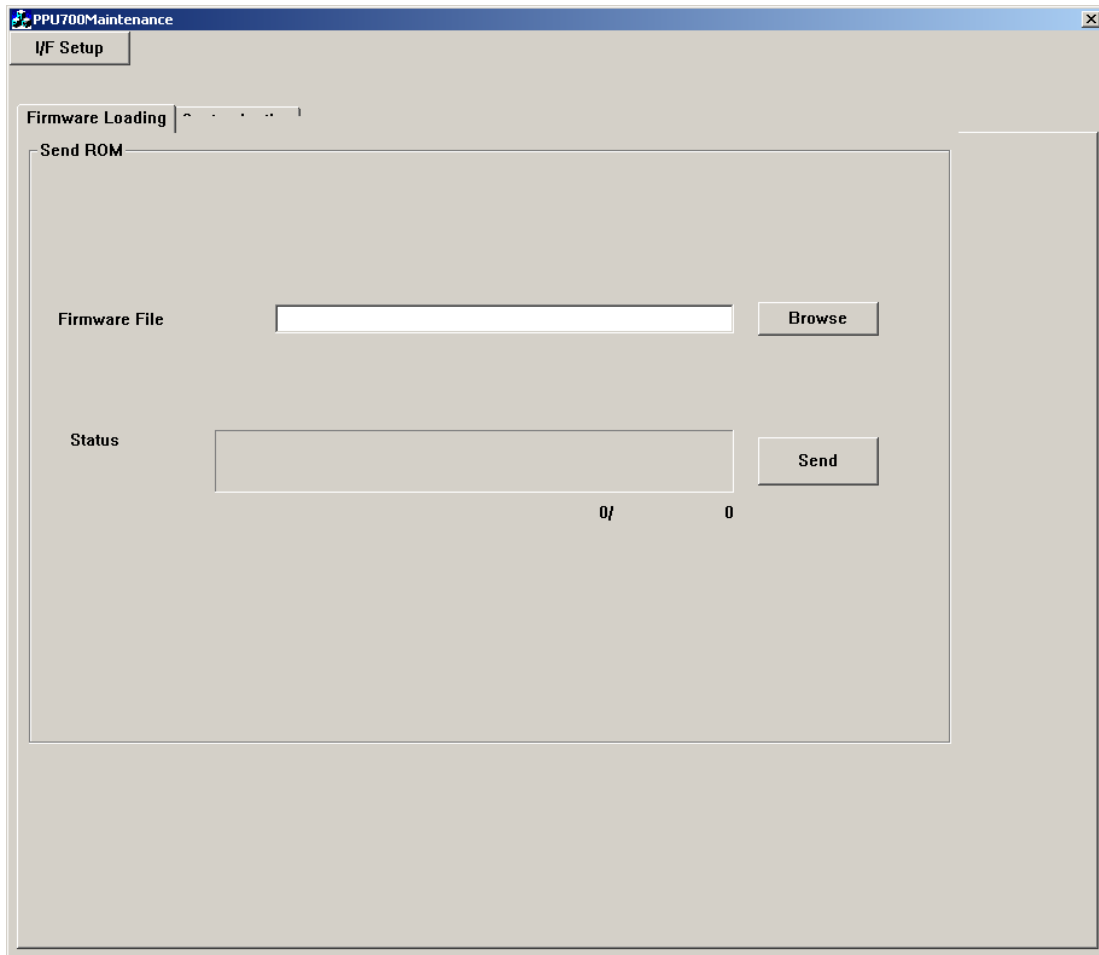 PPU700Maintenance
I/F Setup
Firmware Loading
Send ROM
Firmware File
Browse
Status
Send
0/ 0